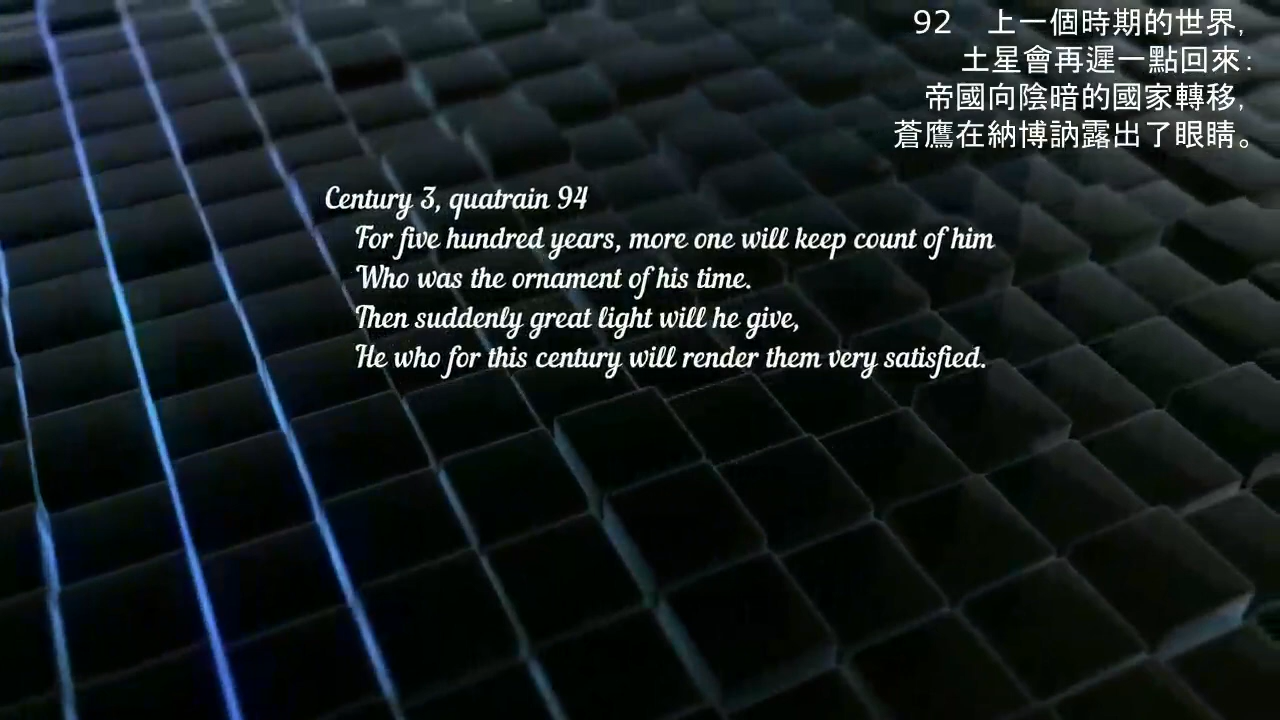 92　上一個時期的世界,
土星會再遲一點回來:
帝國向陰暗的國家轉移,
蒼鷹在納博訥露出了眼睛。
Century 3, quatrain 94
For five hundred years, more one will keep count of him
Who was the ornament of his time.
Then suddenly great light will he give,
He who for this century will render them very satisfied.